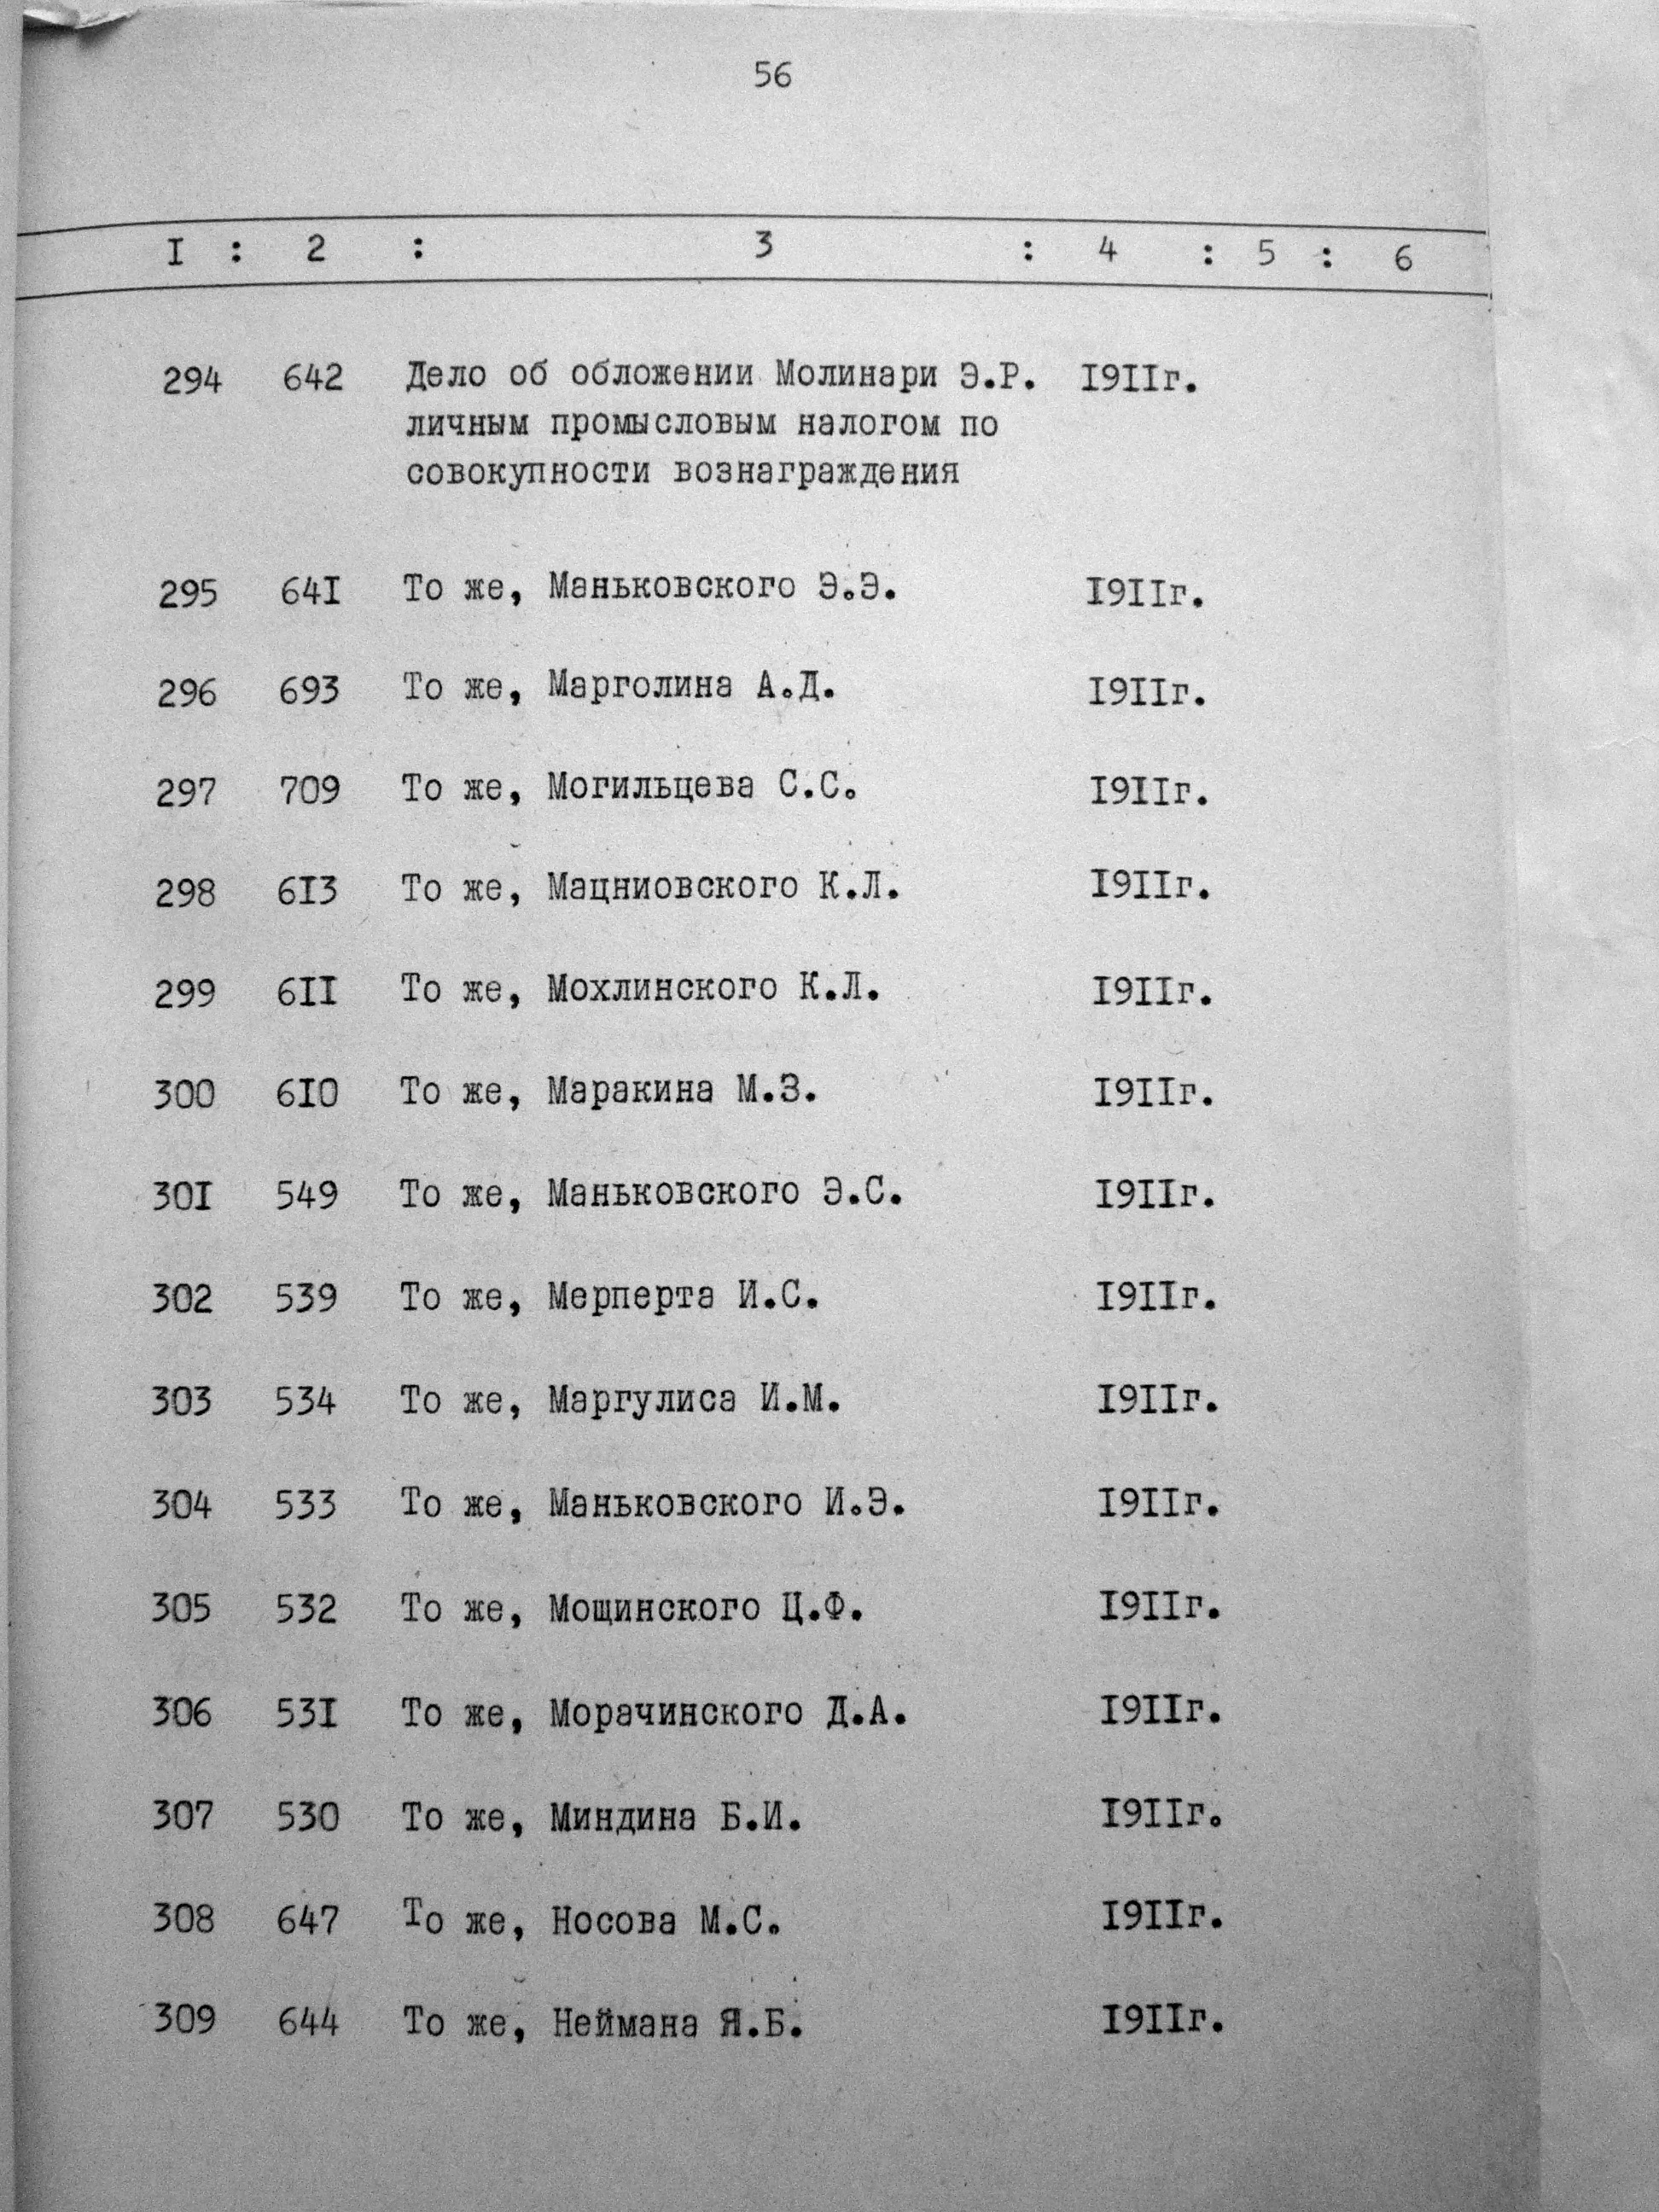 56
I : 2 : 3 : 4 : 5 : 6
294 642 Дело об обложении Молинари Э.Р. I9IIг.
личным промысловым налогом по
совокупности вознаграждения
295 64I То же, Маньковского Э.Э. I9IIг.
296 693 То же, Марголина А.Д. I9IIг.
297 709 То же, Могильцева С.С. I9IIг.
298 6I3 То же, Мацниовского К.Л. I9IIг.
299 6II То же, Мохлинского К.Л. I9IIг.
300 6I0 То же, Маракина М.З. I9IIг.
30I 549 То же, Маньковского Э.С. I9IIг.
302 539 То же, Мерперта И.С. I9IIг.
303 534 То же, Маргулиса И.М. I9IIг.
304 533 То же, Маньковского И.Э. I9IIг.
305 532 То же, Мощинского Ц.Ф. I9IIг.
306 53I То же, Морачинского Д.А. I9IIг.
307 530 То же, Миндина Б.И. I9IIг.
308 647 То же, Носова М.С. I9IIг.
309 644 То же, Неймана Я.Б. I9IIг.